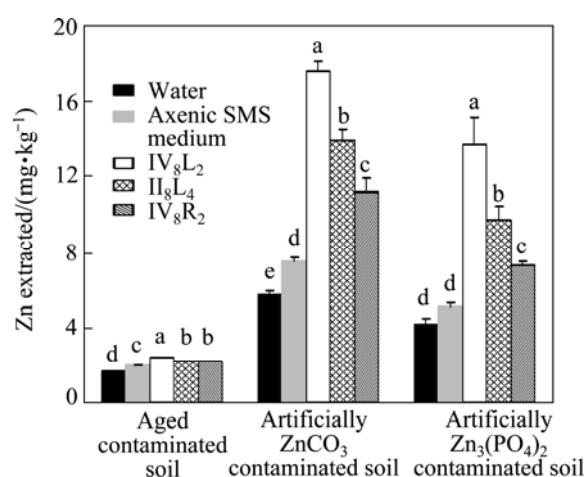 Zn extracted/(mg•kg⁻¹)
20
16
12
8
4
0
Water
Axenic SMS
medium
IV₈L₂
II₈L₄
IV₈R₂
d
c
a
b
b
e
d
a
b
c
d
d
a
b
c
Aged
contaminated
soil
Artificially
ZnCO₃
contaminated soil
Artificially
Zn₃(PO₄)₂
contaminated soil